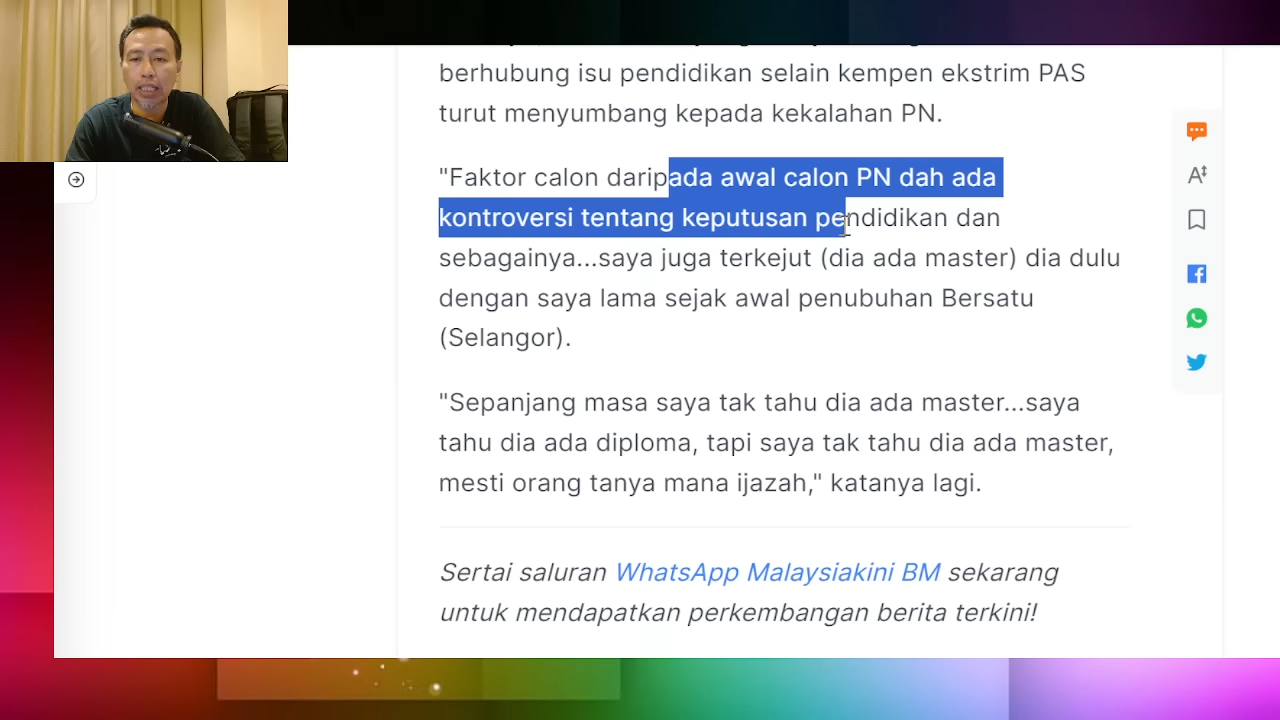 berhubung isu pendidikan selain kempen ekstrim PAS
turut menyumbang kepada kekalahan PN.
"Faktor calon daripada awal calon PN dah ada
kontroversi tentang keputusan pendidikan dan
sebagainya...saya juga terkejut (dia ada master) dia dulu
dengan saya lama sejak awal penubuhan Bersatu
(Selangor).
"Sepanjang masa saya tak tahu dia ada master...saya
tahu dia ada diploma, tapi saya tak tahu dia ada master,
mesti orang tanya mana ijazah," katanya lagi.
Sertai saluran WhatsApp Malaysiakini BM sekarang
untuk mendapatkan perkembangan berita terkini!
A